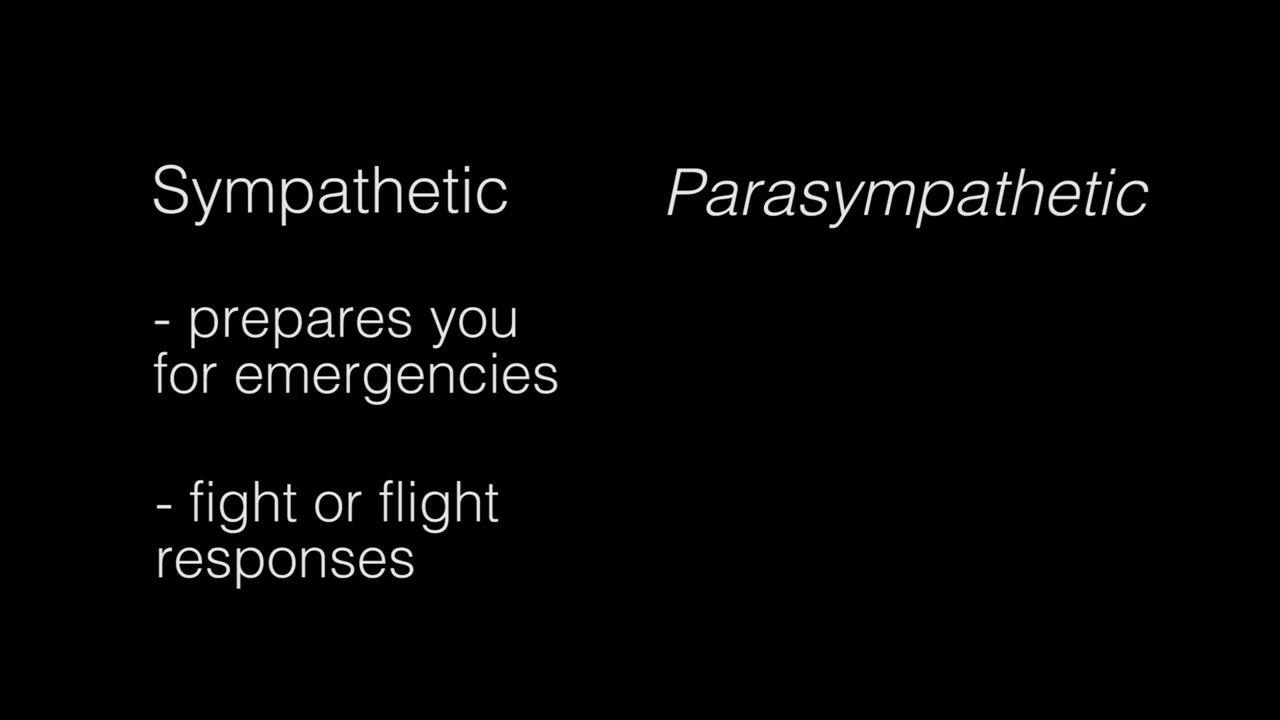 Sympathetic
Parasympathetic
- prepares you
for emergencies
- fight or flight
responses